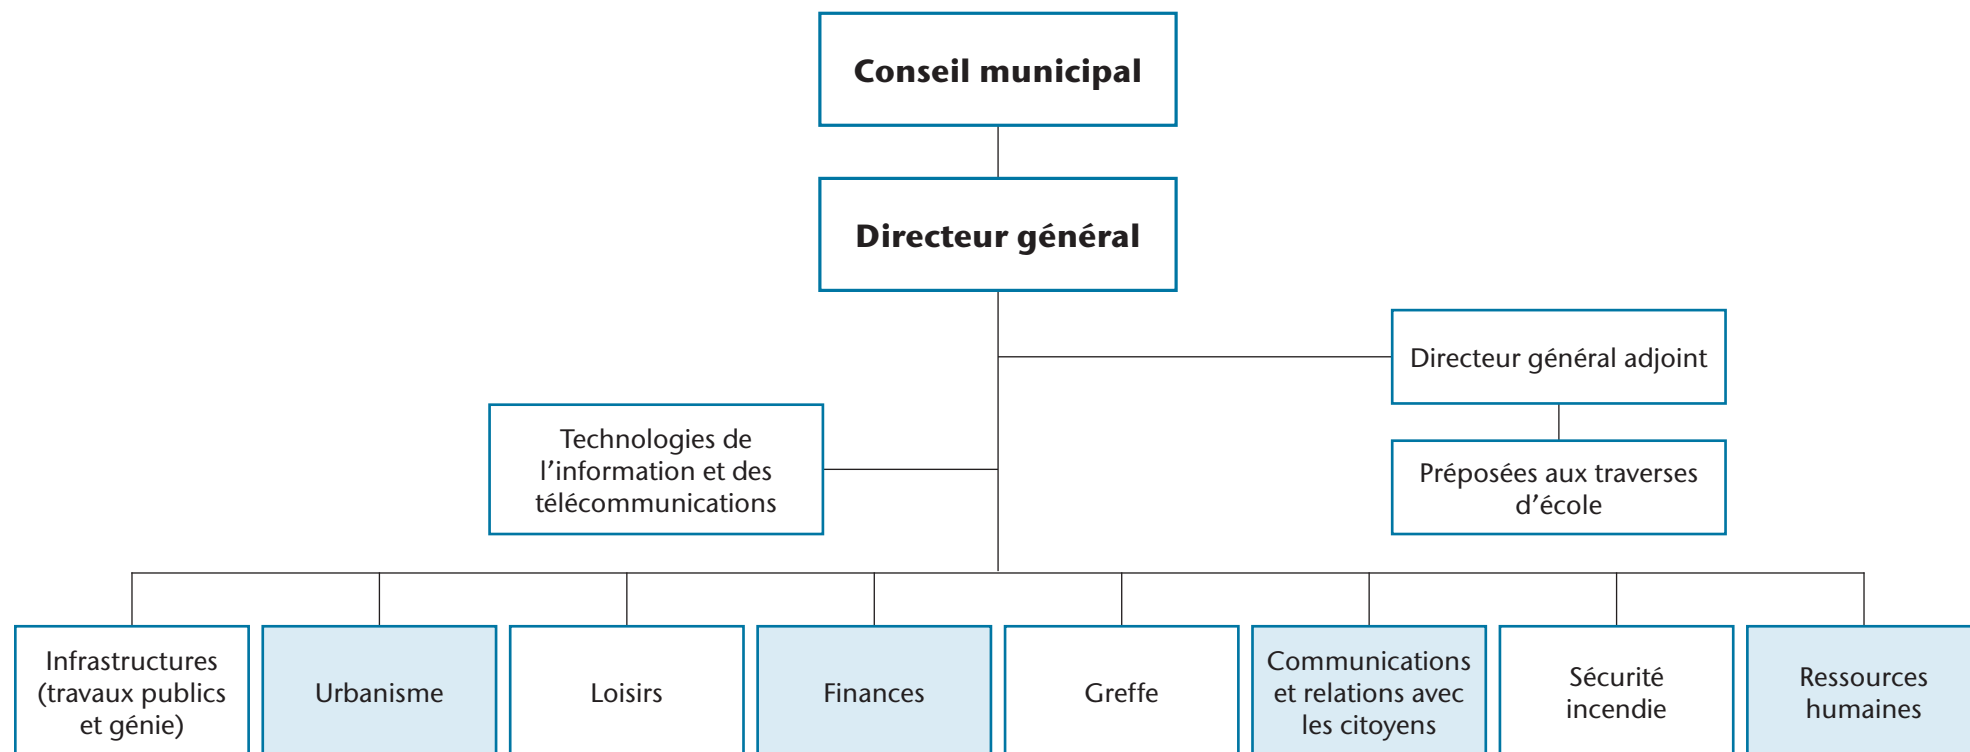 Conseil municipal
Directeur général
Directeur général adjoint
Technologies de
l’information et des
télécommunications
Préposées aux traverses
d’école
Infrastructures
(travaux publics
et génie)
Urbanisme
Loisirs
Finances
Greffe
Communications
et relations avec
les citoyens
Sécurité
incendie
Ressources
humaines